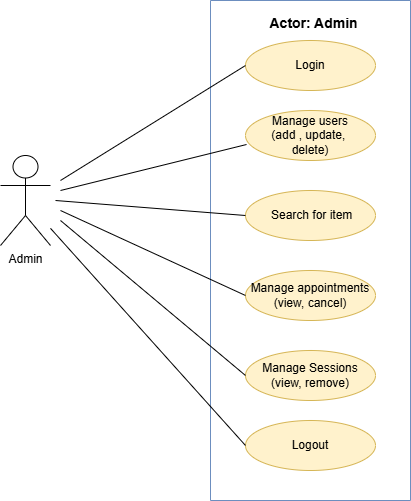 Actor: Admin
Login
Manage users
(add , update,
delete)
Search for item
Admin
Manage appointments
(view, cancel)
Manage Sessions
(view, remove)
Logout